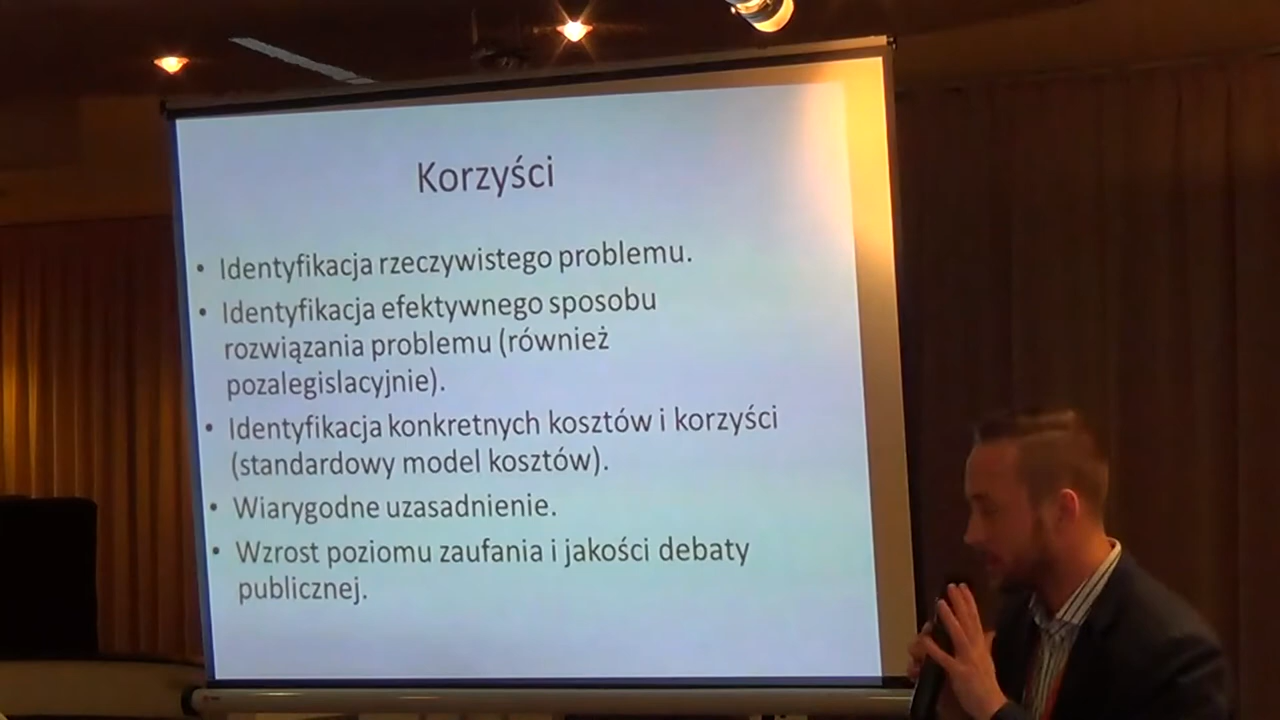 Korzyści
• Identyfikacja rzeczywistego problemu.
• Identyfikacja efektywnego sposobu
rozwiązania problemu (również
pozalegislacyjnie).
• Identyfikacja konkretnych kosztów i korzyści
(standardowy model kosztów).
• Wiarygodne uzasadnienie.
• Wzrost poziomu zaufania i jakości debaty
publicznej.